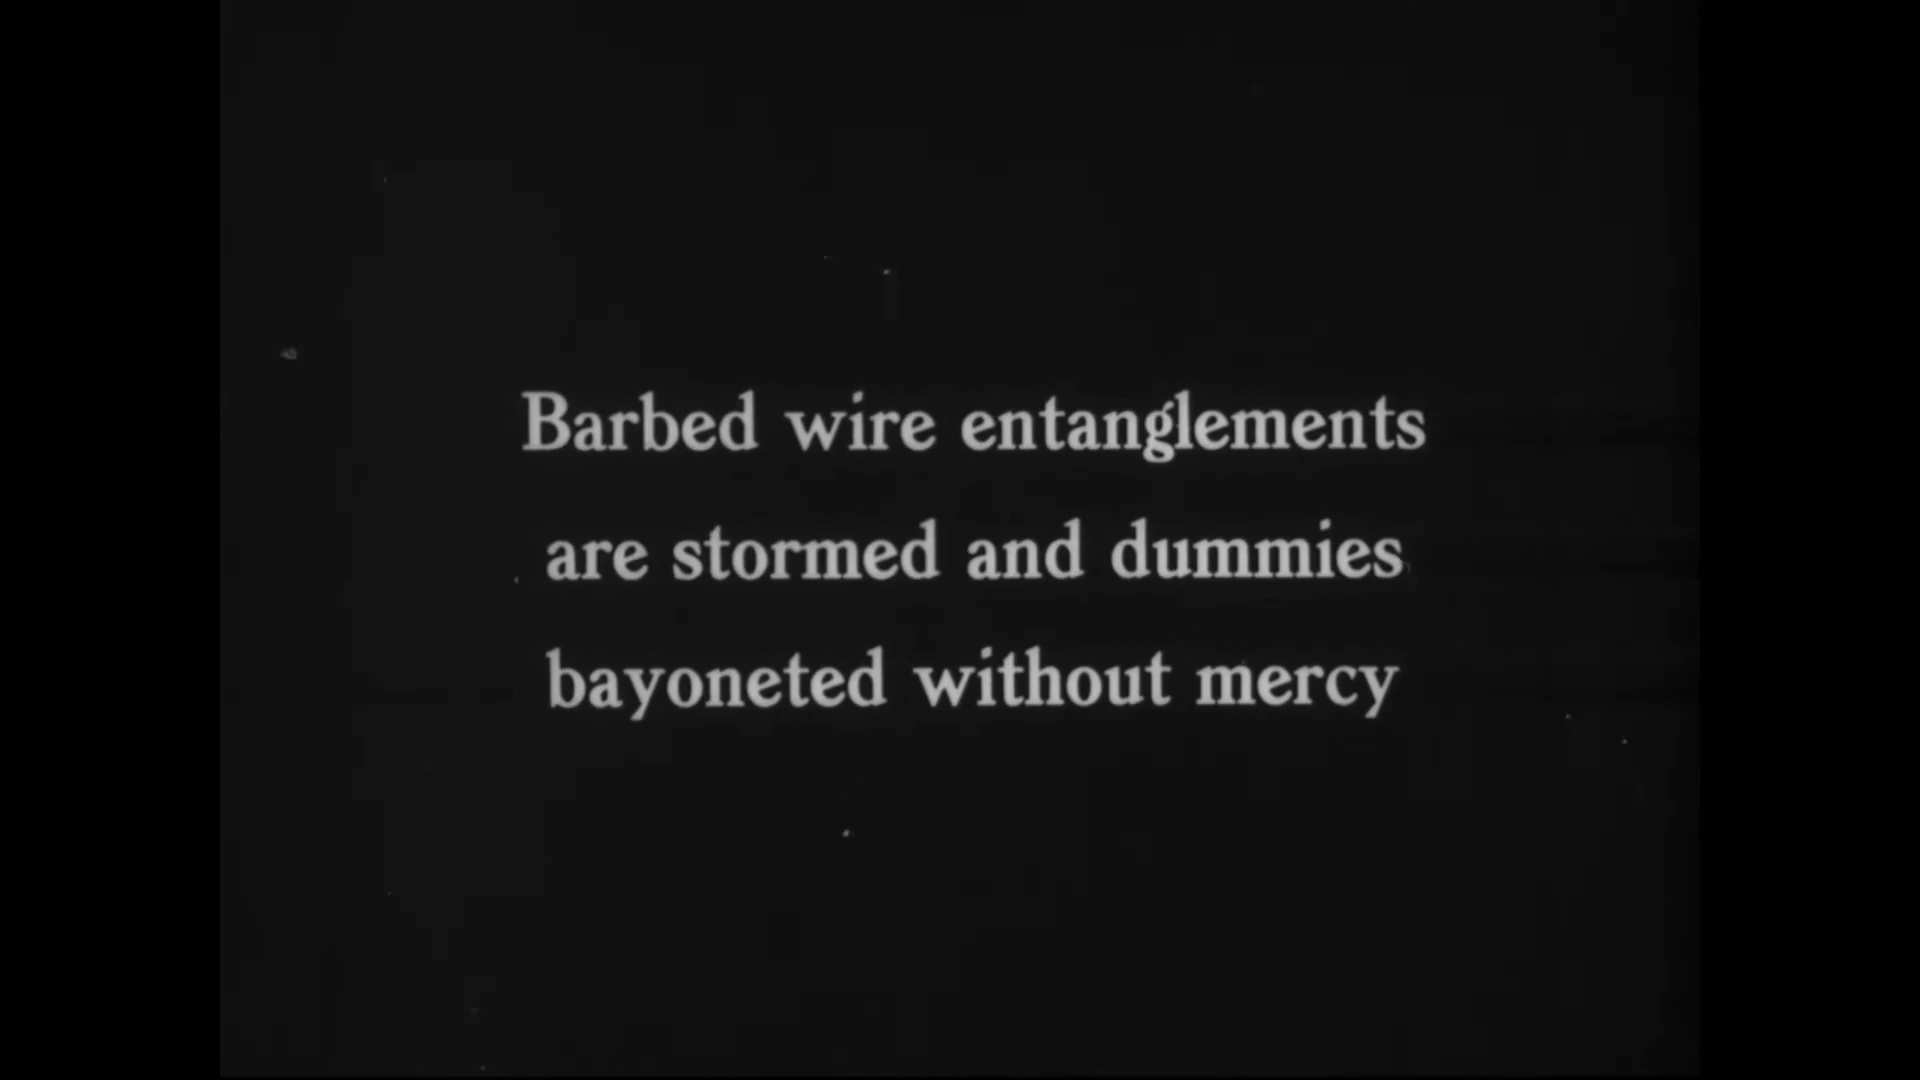 Barbed wire entanglements
are stormed and dummies
bayoneted without mercy